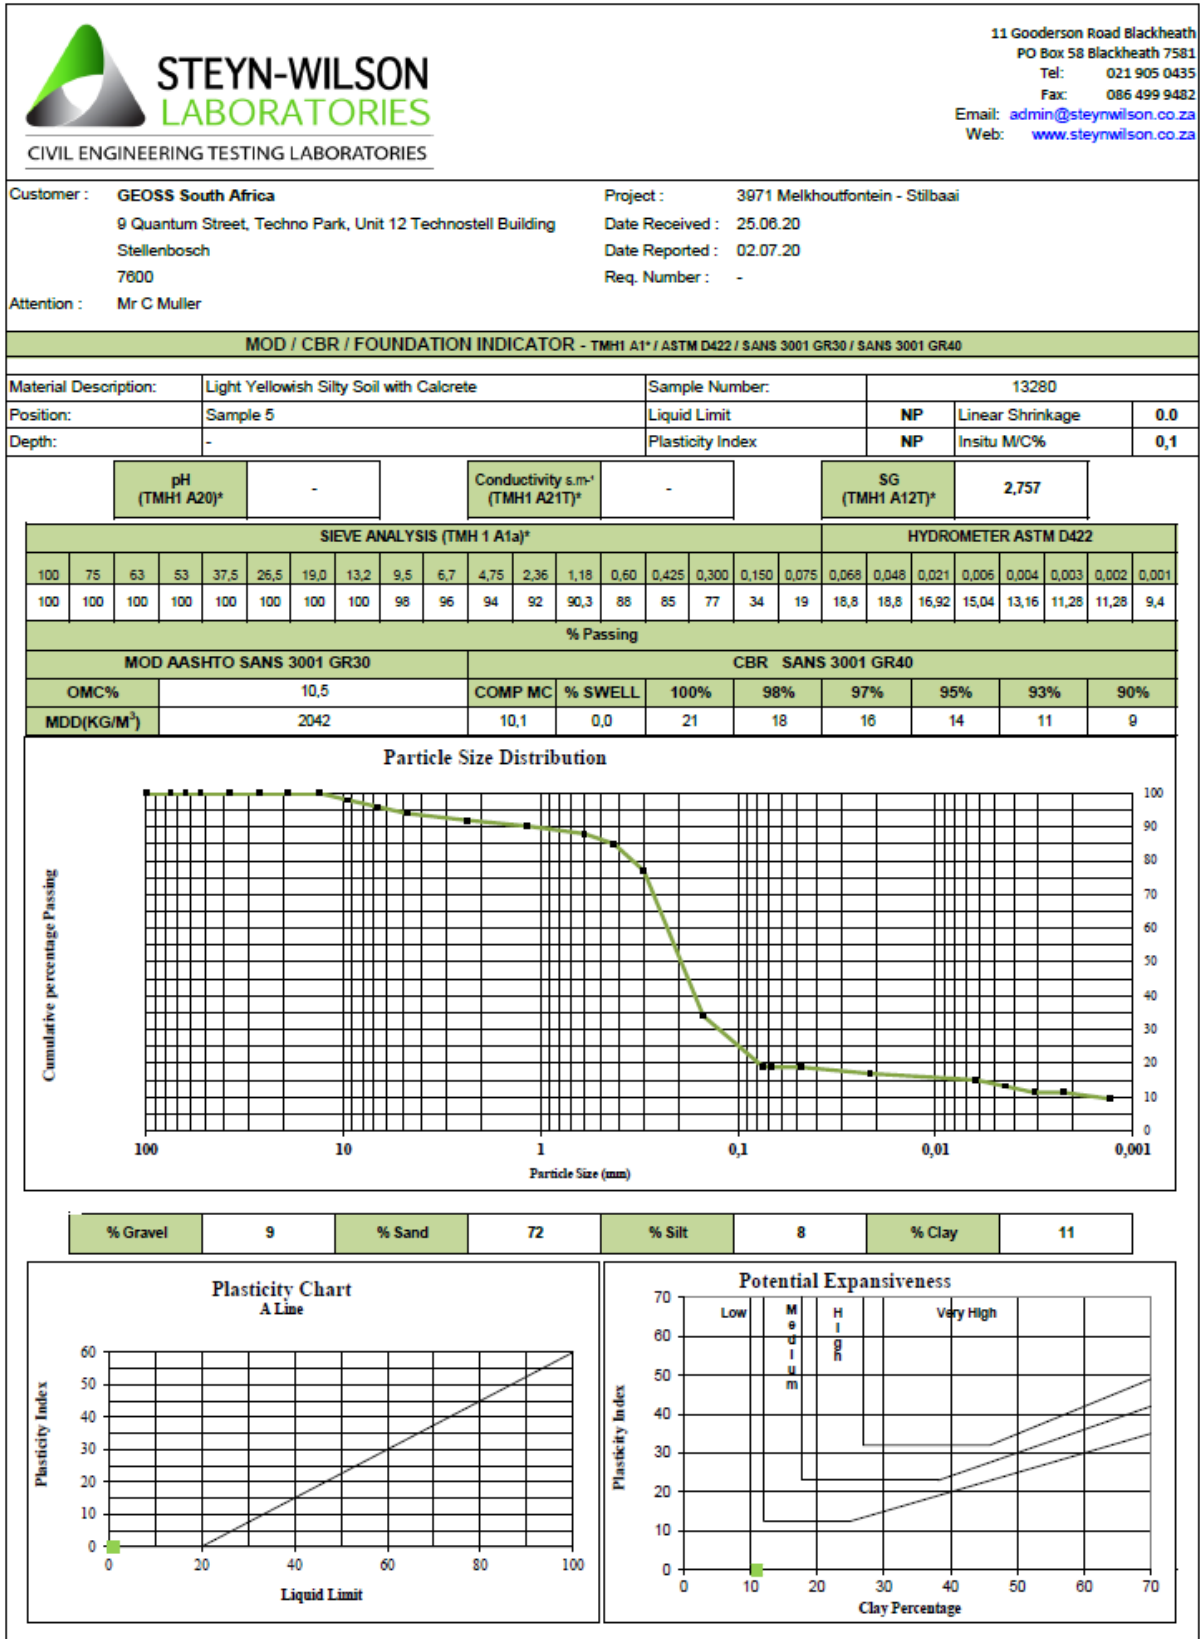 STEYN-WILSON
LABORATORIES
CIVIL ENGINEERING TESTING LABORATORIES
11 Gooderson Road Blackheath
PO Box 58 Blackheath 7581
Tel: 021 905 0435
Fax: 086 499 9482
Email: admin@steynwilson.co.za
Web: www.steynwilson.co.za
Customer : GEOSS South Africa Project : 3971 Melkhoutfontein - Stilbaai
9 Quantum Street, Techno Park, Unit 12 Technostell Building Date Received : 25.06.20
Stellenbosch Date Reported : 02.07.20
7600 Req. Number : -
Attention : Mr C Muller
MOD / CBR / FOUNDATION INDICATOR - TMH1 A1* / ASTM D422 / SANS 3001 GR30 / SANS 3001 GR40
Material Description: Light Yellowish Silty Soil with Calcrete Sample Number: 13280
Position: Sample 5 Liquid Limit NP Linear Shrinkage 0.0
Depth: - Plasticity Index NP Insitu M/C% 0,1
pH (TMH1 A20)* - Conductivity s.m-¹ (TMH1 A21T)* - SG (TMH1 A12T)* 2,757
SIEVE ANALYSIS (TMH 1 A1a)* HYDROMETER ASTM D422
100 75 63 53 37,5 26,5 19,0 13,2 9,5 6,7 4,75 2,36 1,18 0,60 0,425 0,300 0,150 0,075 0,068 0,048 0,021 0,006 0,004 0,003 0,002 0,001
100 100 100 100 100 100 100 100 98 96 94 92 90,3 88 85 77 34 19 18,8 18,8 16,92 15,04 13,16 11,28 11,28 9,4
% Passing
MOD AASHTO SANS 3001 GR30 CBR SANS 3001 GR40
OMC% 10,5 COMP MC % SWELL 100% 98% 97% 95% 93% 90%
MDD(KG/M³) 2042 10,1 0,0 21 18 16 14 11 9
Particle Size Distribution
Cumulative percentage Passing
100
90
80
70
60
50
40
30
20
10
0
100 10 1 0,1 0,01 0,001
Particle Size (mm)
% Gravel 9 % Sand 72 % Silt 8 % Clay 11
Plasticity Chart
A Line
Plasticity Index
60
50
40
30
20
10
0
0 20 40 60 80 100
Liquid Limit
Potential Expansiveness
Low Medium High Very High
Plasticity Index
70
60
50
40
30
20
10
0
0 10 20 30 40 50 60 70
Clay Percentage